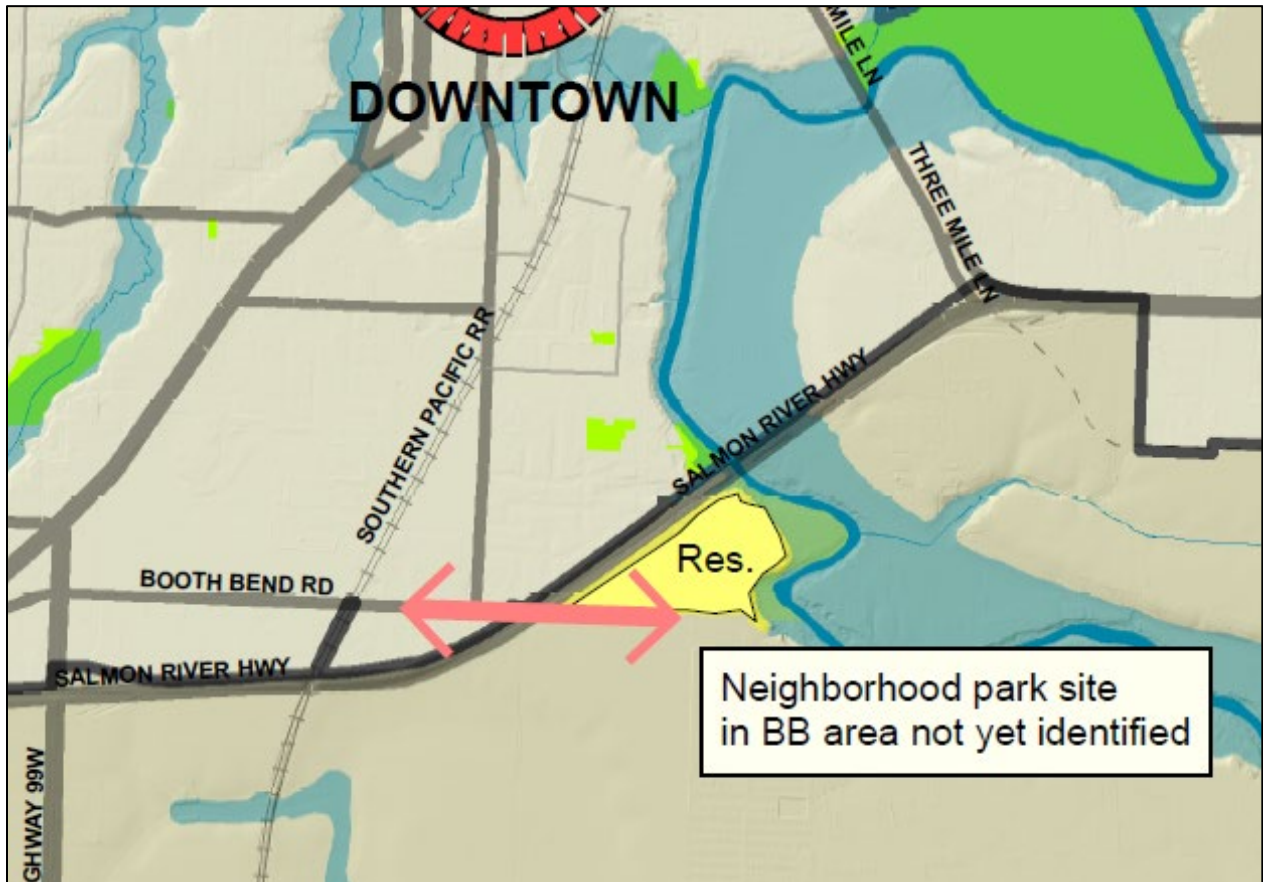 MILE LN
DOWNTOWN
THREE MILE LN
SOUTHERN PACIFIC RR
SALMON RIVER HWY
Res.
BOOTH BEND RD
SALMON RIVER HWY
Neighborhood park site
in BB area not yet identified
GHWAY 99W